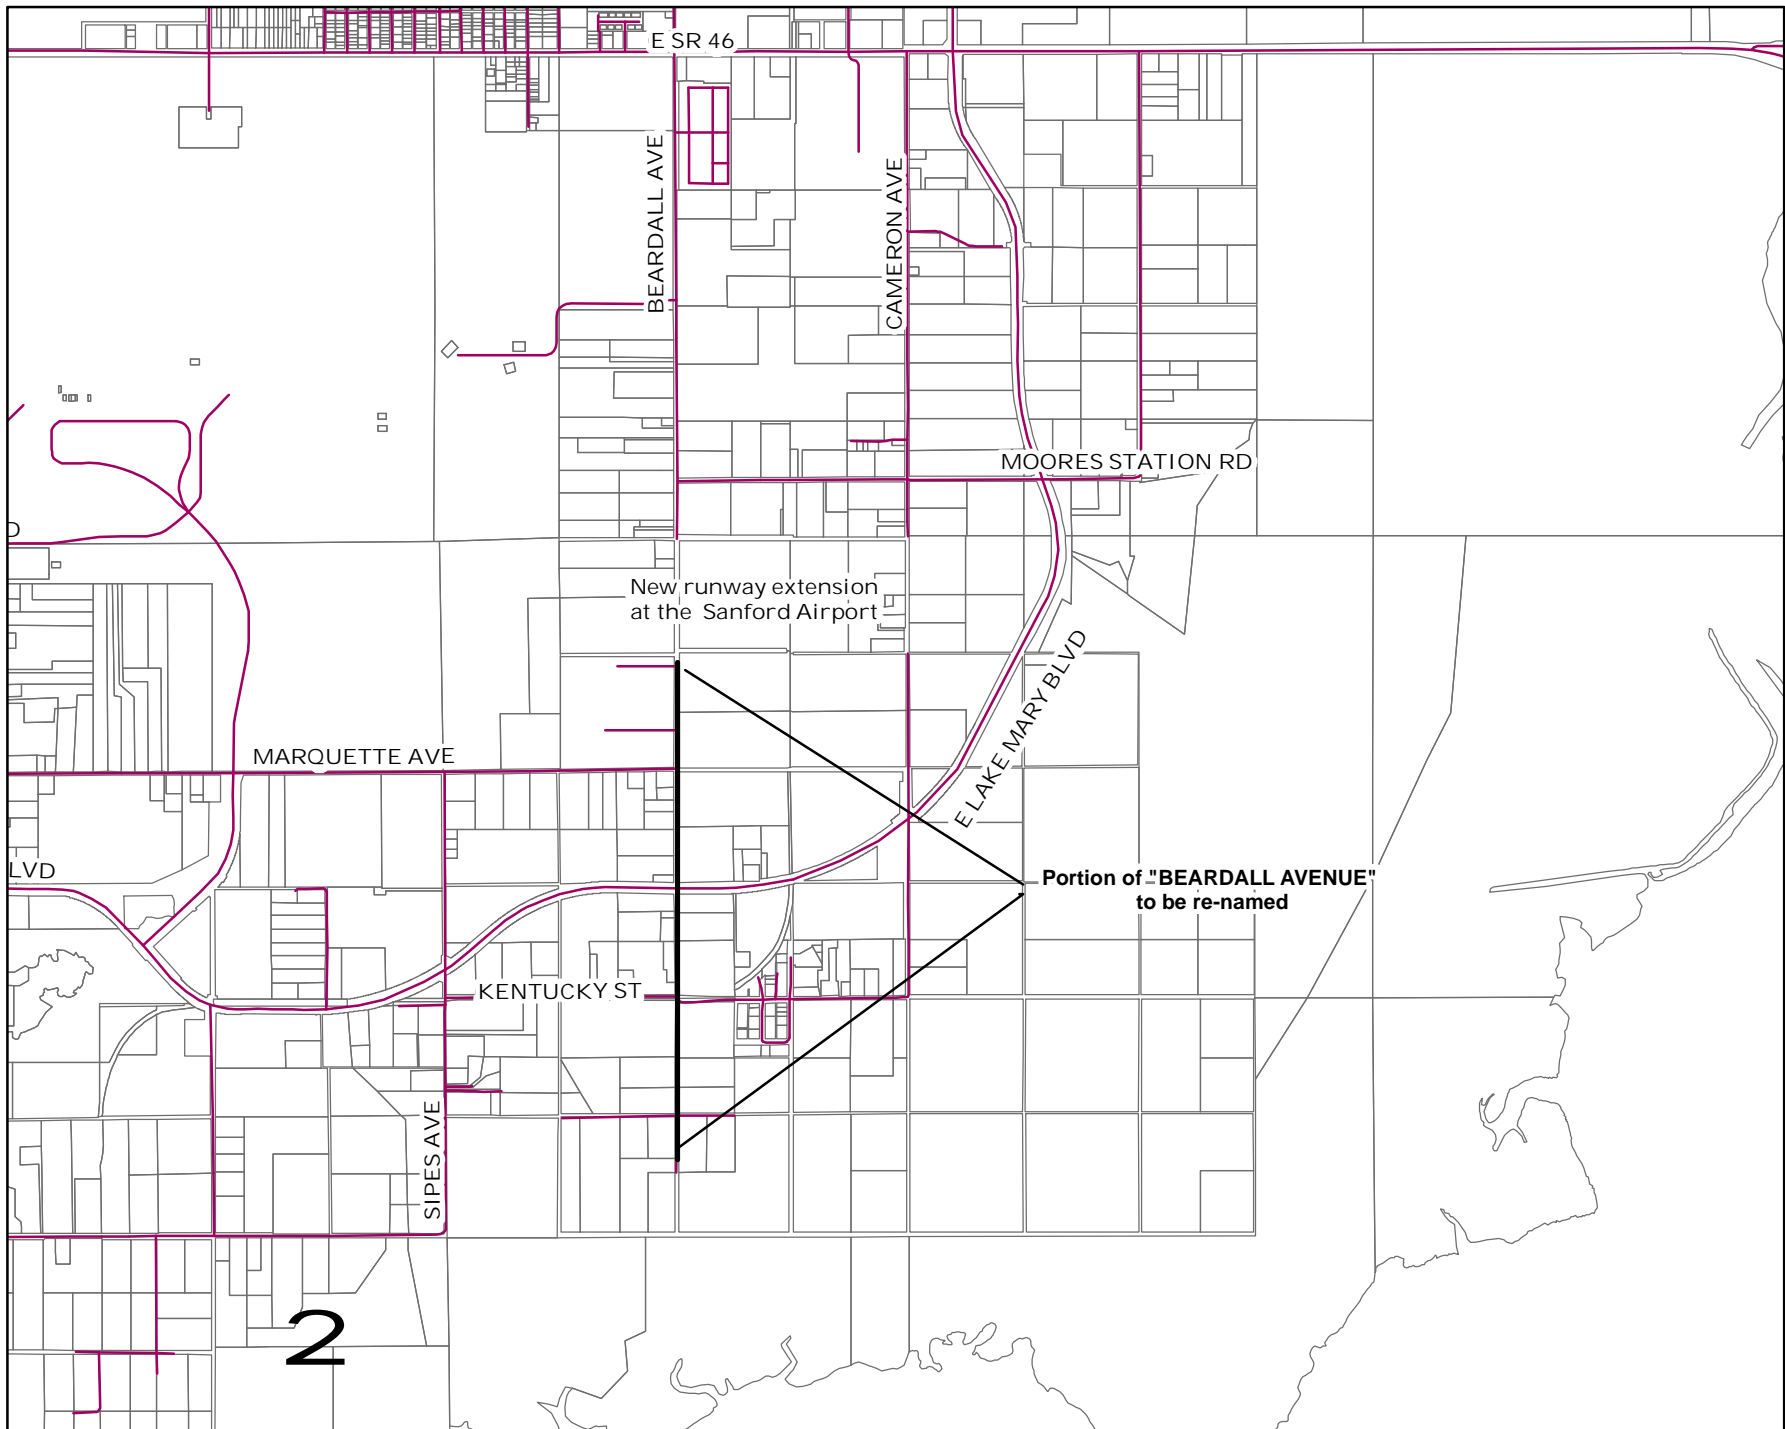 E SR 46
BEARDALL AVE
CAMERON AVE
MOORES STATION RD
D
New runway extension
at the Sanford Airport
E LAKE MARY BLVD
MARQUETTE AVE
LVD
Portion of "BEARDALL AVENUE"
to be re-named
KENTUCKY ST
SIPES AVE
2